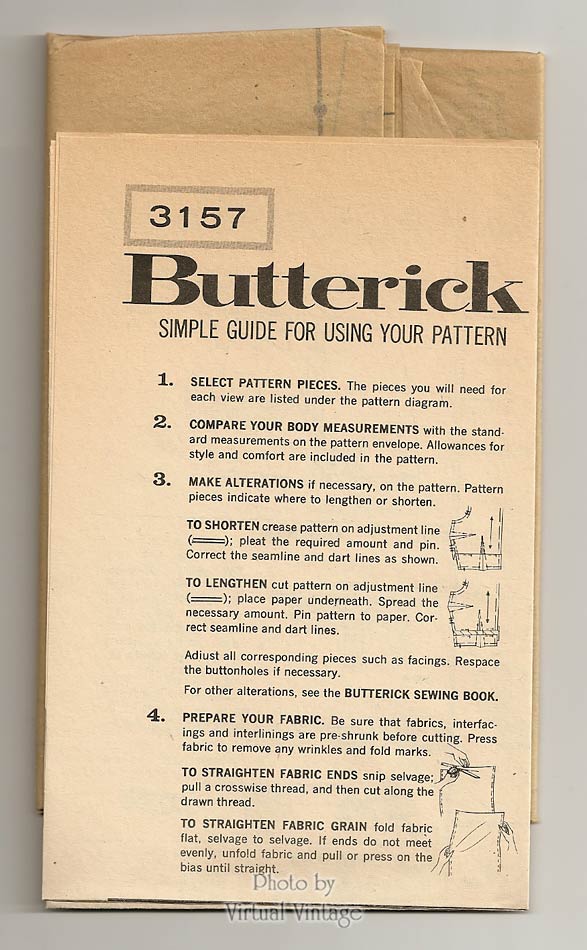 3157
Butterick
SIMPLE GUIDE FOR USING YOUR PATTERN
1. SELECT PATTERN PIECES. The pieces you will need for
each view are listed under the pattern diagram.
2. COMPARE YOUR BODY MEASUREMENTS with the stand-
ard measurements on the pattern envelope. Allowances for
style and comfort are included in the pattern.
3. MAKE ALTERATIONS if necessary, on the pattern. Pattern
pieces indicate where to lengthen or shorten.
TO SHORTEN crease pattern on adjustment line
(═══); pleat the required amount and pin.
Correct the seamline and dart lines as shown.
TO LENGTHEN cut pattern on adjustment line
(═══); place paper underneath. Spread the
necessary amount. Pin pattern to paper. Cor-
rect seamline and dart lines.
Adjust all corresponding pieces such as facings. Respace
the buttonholes if necessary.
For other alterations, see the BUTTERICK SEWING BOOK.
4. PREPARE YOUR FABRIC. Be sure that fabrics, interfac-
ings and interlinings are pre-shrunk before cutting. Press
fabric to remove any wrinkles and fold marks.
TO STRAIGHTEN FABRIC ENDS snip selvage;
pull a crosswise thread, and then cut along the
drawn thread.
TO STRAIGHTEN FABRIC GRAIN fold fabric
flat, selvage to selvage. If ends do not meet
evenly, unfold fabric and pull or press on the
bias until straight.
Photo by
Virtual Vintage